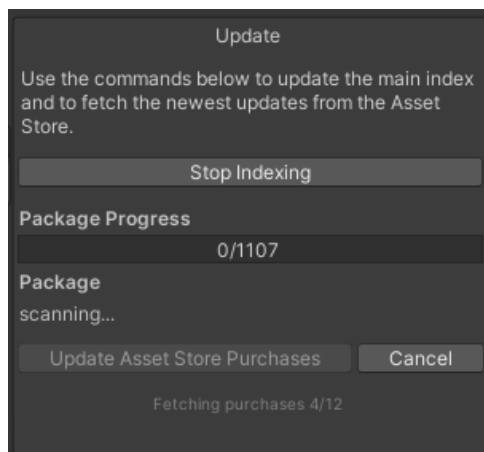 Update
Use the commands below to update the main index
and to fetch the newest updates from the Asset
Store.
Stop Indexing
Package Progress
0/1107
Package
scanning...
Update Asset Store Purchases
Cancel
Fetching purchases 4/12